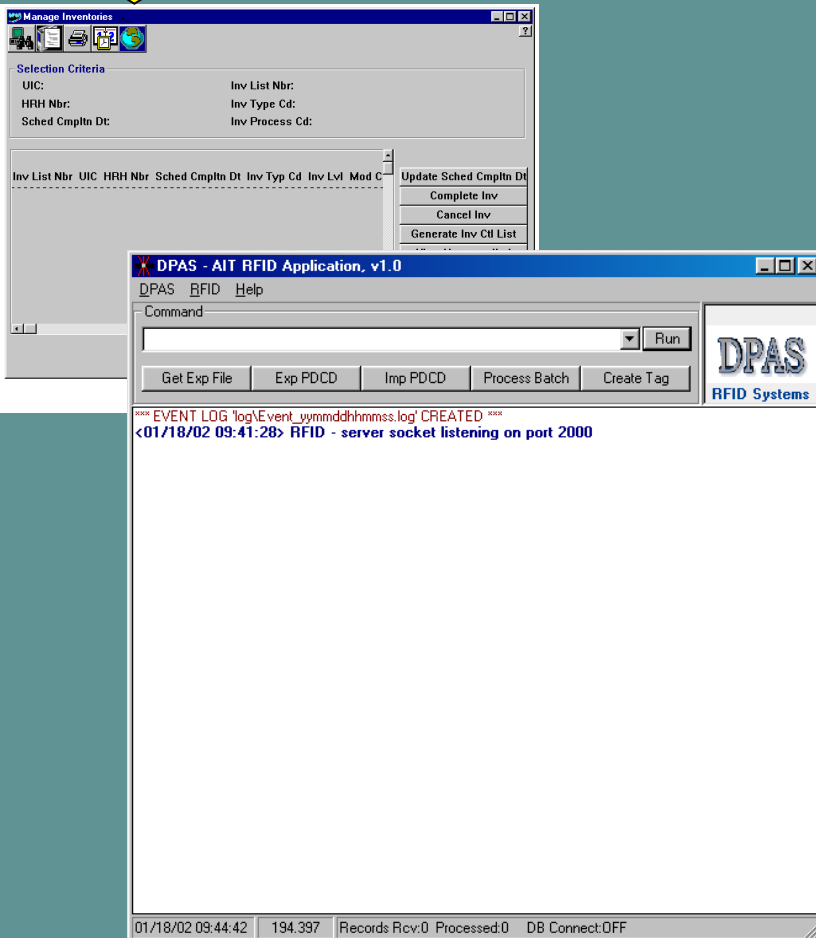 Manage Inventories
Selection Criteria
UIC: Inv List Nbr:
HRH Nbr: Inv Type Cd:
Sched Cmpltn Dt: Inv Process Cd:
Inv List Nbr UIC HRH Nbr Sched Cmpltn Dt Inv Typ Cd Inv Lvl Mod C
Update Sched Cmpltn Dt
Complete Inv
Cancel Inv
Generate Inv Ctl List
DPAS - AIT RFID Application, v1.0
DPAS RFID Help
Command
Run
Get Exp File Exp PDCD Imp PDCD Process Batch Create Tag
DPAS
RFID Systems
*** EVENT LOG 'log\Event_yymmddhhmmss.log' CREATED ***
<01/18/02 09:41:28> RFID - server socket listening on port 2000
01/18/02 09:44:42 194.397 Records Rcv:0 Processed:0 DB Connect:OFF